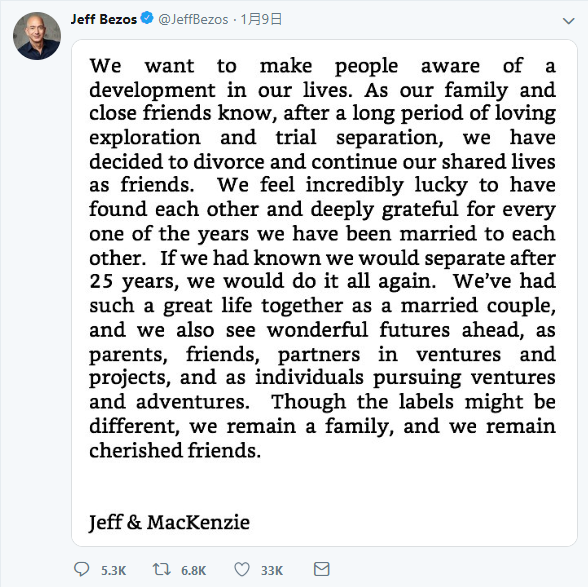 Jeff Bezos @JeffBezos · 1月9日
We want to make people aware of a
development in our lives. As our family and
close friends know, after a long period of loving
exploration and trial separation, we have
decided to divorce and continue our shared lives
as friends. We feel incredibly lucky to have
found each other and deeply grateful for every
one of the years we have been married to each
other. If we had known we would separate after
25 years, we would do it all again. We've had
such a great life together as a married couple,
and we also see wonderful futures ahead, as
parents, friends, partners in ventures and
projects, and as individuals pursuing ventures
and adventures. Though the labels might be
different, we remain a family, and we remain
cherished friends.
Jeff & MacKenzie
5.3K 6.8K 33K